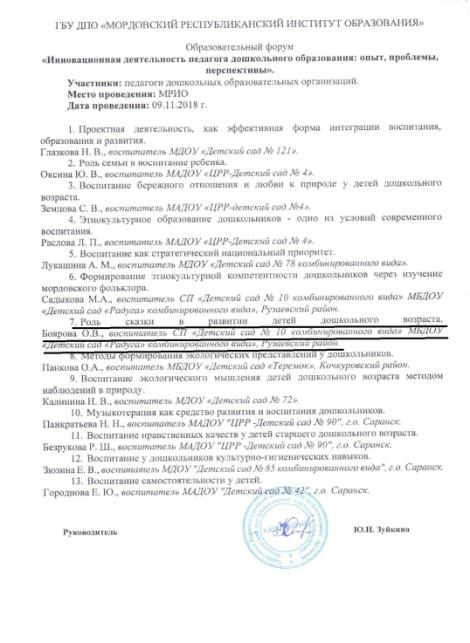 ГБУ ДПО «МОРДОВСКИЙ РЕСПУБЛИКАНСКИЙ ИНСТИТУТ ОБРАЗОВАНИЯ»
Образовательный форум
«Инновационная деятельность педагога дошкольного образования: опыт, проблемы,
перспективы».
Участники: педагоги дошкольных образовательных организаций.
Место проведения: МРИО
Дата проведения: 09.11.2018 г.
1. Проектная деятельность, как эффективная форма интеграции воспитания,
образования и развития.
Глазкова Н. В., воспитатель МДОУ «Детский сад № 121».
2. Роль семьи в воспитание ребенка.
Оксина Ю. В., воспитатель МАДОУ «ЦРР-Детский сад № 4».
3. Воспитание бережного отношения и любви к природе у детей дошкольного
возраста.
Земцова С. В., воспитатель МАДОУ «ЦРР-детский сад №4».
4. Этнокультурное образование дошкольников - одно из условий современного
воспитания.
Раслова Л. П., воспитатель МАДОУ «ЦРР-Детский сад № 4».
5. Воспитание как стратегический национальный приоритет.
Лукашина А. М., воспитатель МДОУ «Детский сад № 78 комбинированного вида».
6. Формирование этнокультурной компетентности дошкольников через изучение
мордовского фольклора.
Садыкова М.А., воспитатель СП «Детский сад № 10 комбинированного вида» МБДОУ
«Детский сад «Радуга» комбинированного вида», Рузаевский район.
7. Роль сказки в развитии детей дошкольного возраста.
Боярова О.В., воспитатель СП «Детский сад № 10 комбинированного вида» МБДОУ
«Детский сад «Радуга» комбинированного вида», Рузаевский район.
8. Методы формирования экологических представлений у дошкольников.
Панкова О.А., воспитатель МБДОУ «Детский сад «Теремок», Кочкуровский район.
9. Воспитание экологического мышления детей дошкольного возраста методом
наблюдений в природу.
Калинина Н. В., воспитатель МДОУ «Детский сад № 72».
10. Музыкотерапия как средство развития и воспитания дошкольников.
Панкратьева Н. Н., воспитатель МАДОУ "ЦРР -Детский сад № 90", г.о. Саранск.
11. Воспитание нравственных качеств у детей старшего дошкольного возраста.
Безрукова Р. Ш., воспитатель МАДОУ "ЦРР -Детский сад № 90", г.о. Саранск.
12. Воспитание у дошкольников культурно-гигиенических навыков.
Зюзина Е. В., воспитатель МДОУ "Детский сад № 85 комбинированного вида", г.о. Саранск.
13. Воспитание самостоятельности у детей.
Городнова Е. Ю., воспитатель МАДОУ "Детский сад № 42", г.о. Саранск.
Руководитель Ю.Н. Зуйкина